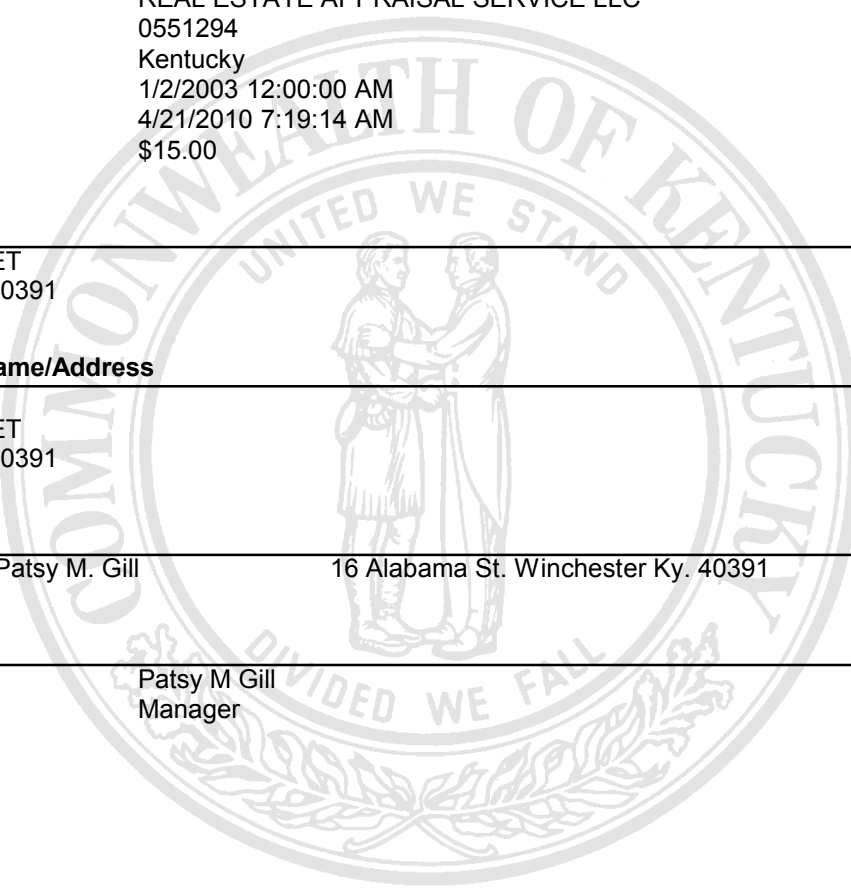 REAL ESTATE APPRAISAL SERVICE LLC
0551294
Kentucky
1/2/2003 12:00:00 AM
4/21/2010 7:19:14 AM
$15.00
ET
0391
ame/Address
ET
0391
Patsy M. Gill 16 Alabama St. Winchester Ky. 40391
Patsy M Gill
Manager
COMMONWEALTH OF KENTUCKY
UNITED WE STAND
DIVIDED WE FALL